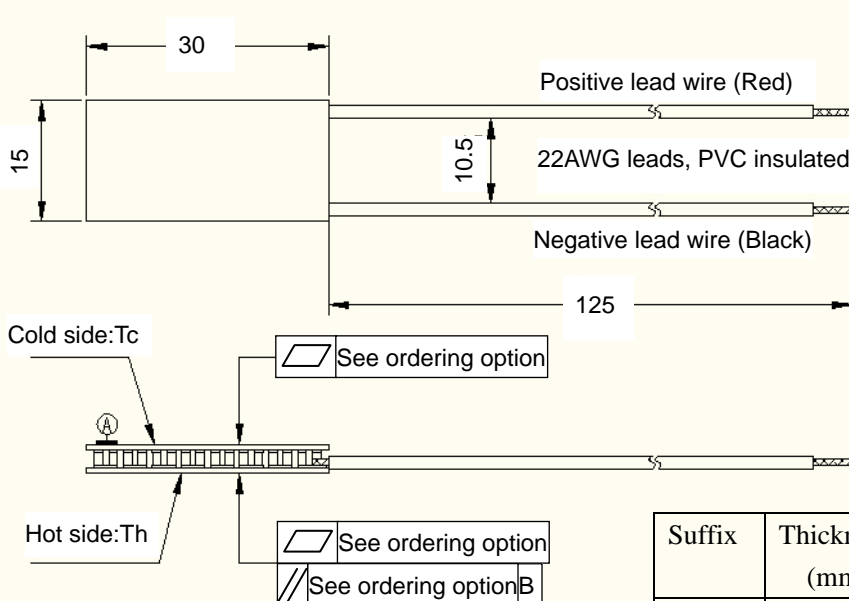 30
Positive lead wire (Red)
15
10.5
22AWG leads, PVC insulated
Negative lead wire (Black)
125
Cold side:Tc
See ordering option
A
Hot side:Th
See ordering option
See ordering option B
Suffix